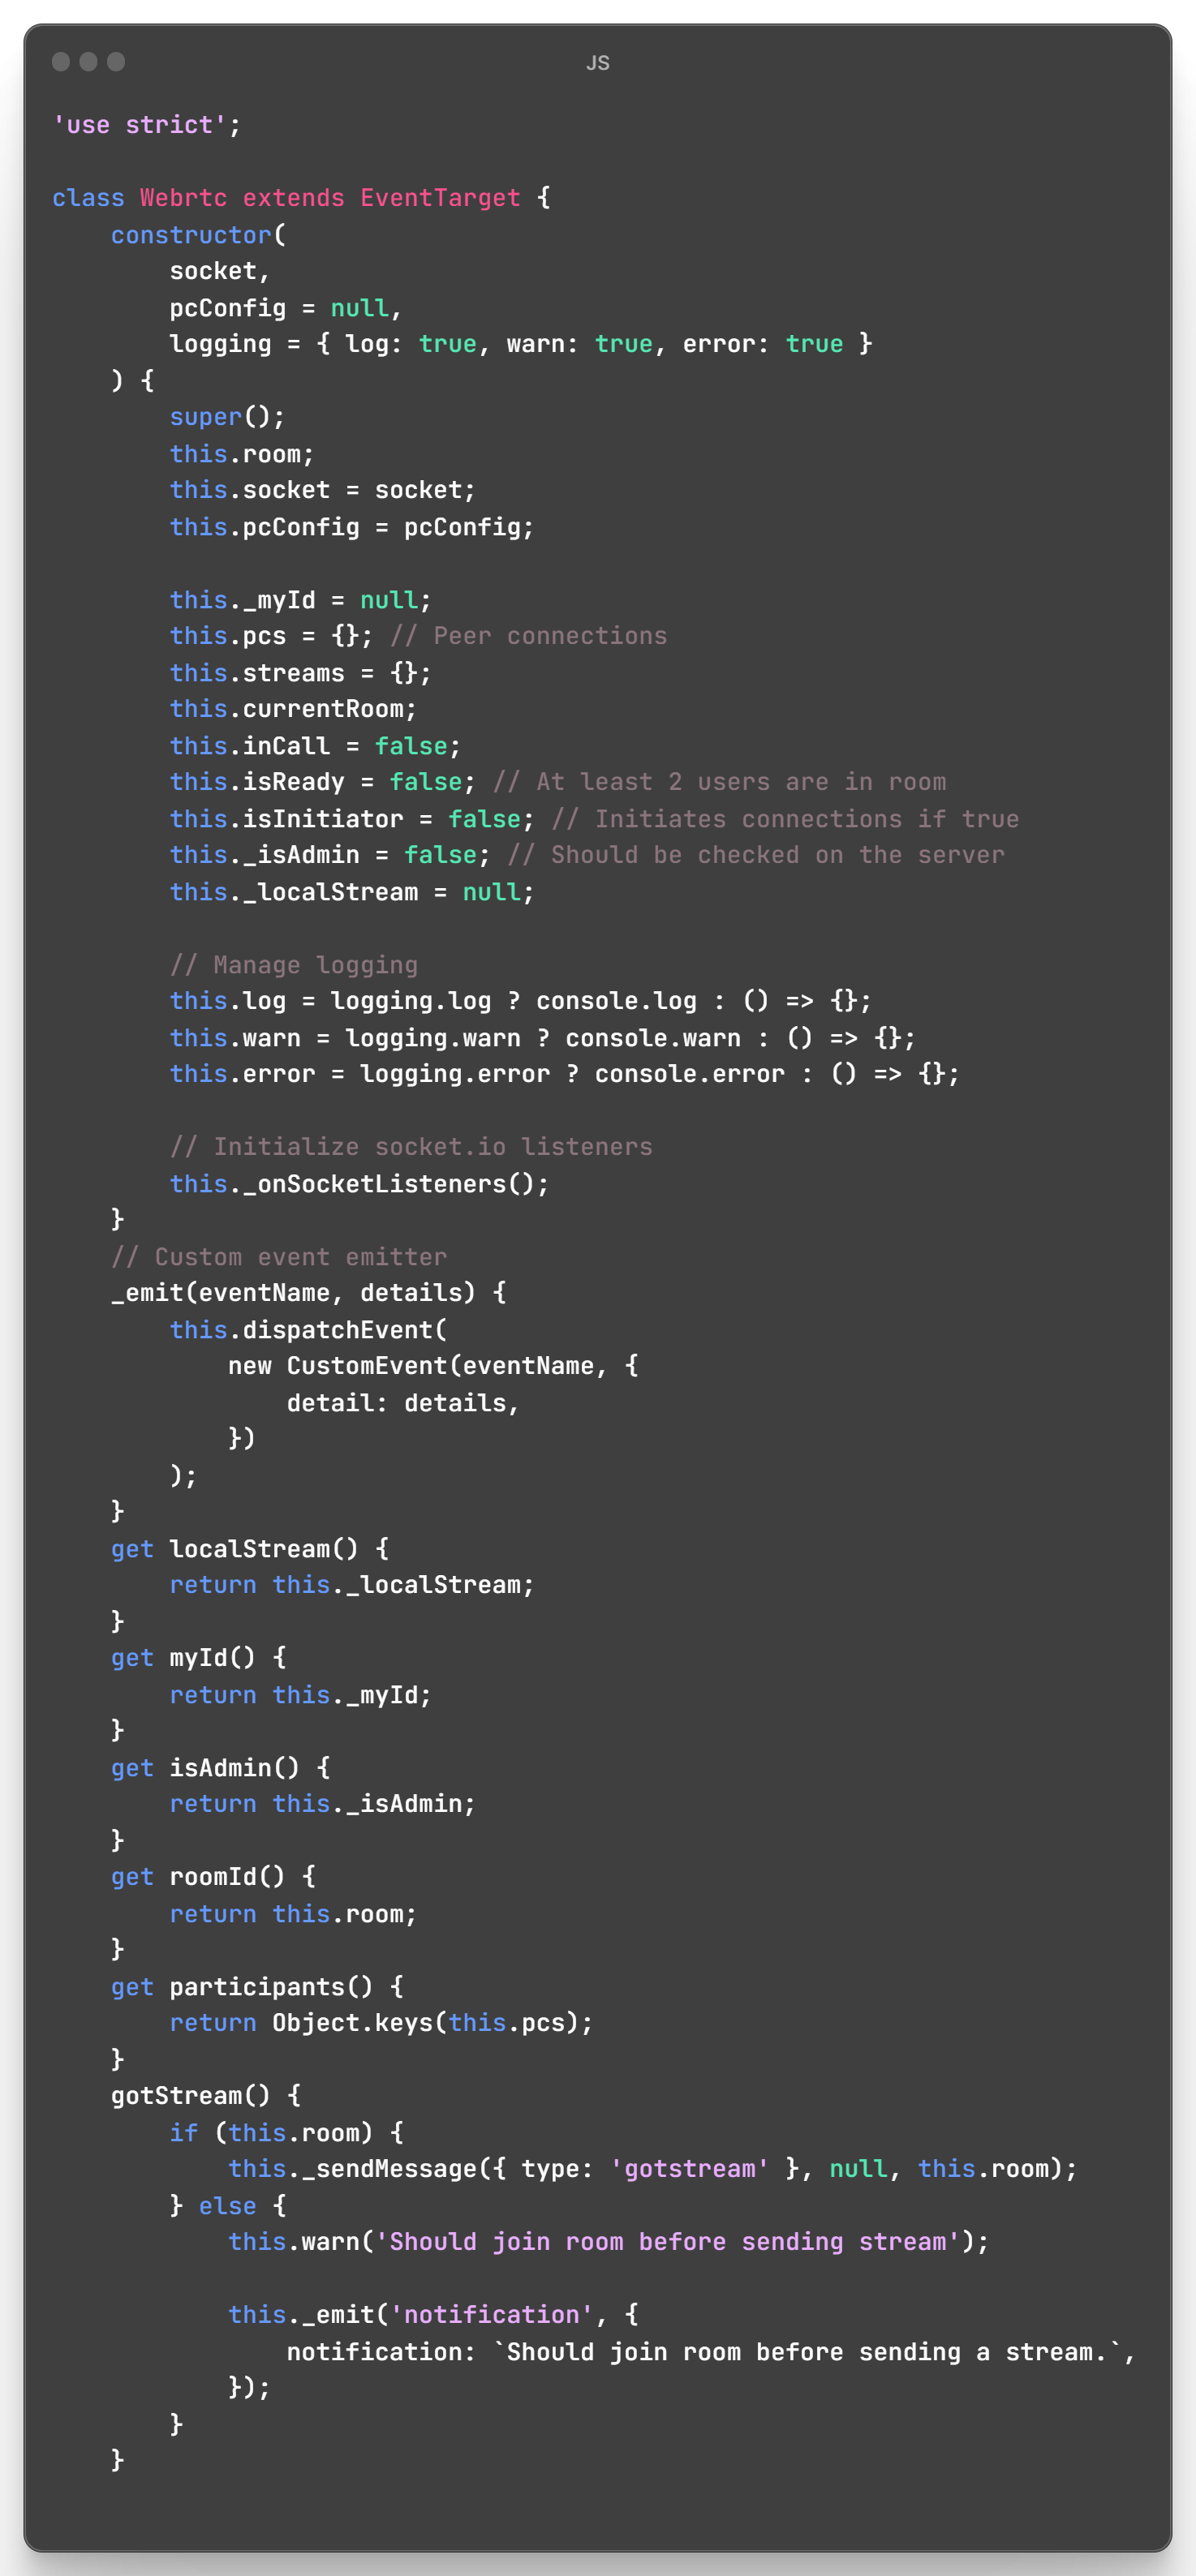 JS
'use strict';
class Webrtc extends EventTarget {
    constructor(
        socket,
        pcConfig = null,
        logging = { log: true, warn: true, error: true }
    ) {
        super();
        this.room;
        this.socket = socket;
        this.pcConfig = pcConfig;

        this._myId = null;
        this.pcs = {}; // Peer connections
        this.streams = {};
        this.currentRoom;
        this.inCall = false;
        this.isReady = false; // At least 2 users are in room
        this.isInitiator = false; // Initiates connections if true
        this._isAdmin = false; // Should be checked on the server
        this._localStream = null;

        // Manage logging
        this.log = logging.log ? console.log : () => {};
        this.warn = logging.warn ? console.warn : () => {};
        this.error = logging.error ? console.error : () => {};

        // Initialize socket.io listeners
        this._onSocketListeners();
    }
    // Custom event emitter
    _emit(eventName, details) {
        this.dispatchEvent(
            new CustomEvent(eventName, {
                detail: details,
            })
        );
    }
    get localStream() {
        return this._localStream;
    }
    get myId() {
        return this._myId;
    }
    get isAdmin() {
        return this._isAdmin;
    }
    get roomId() {
        return this.room;
    }
    get participants() {
        return Object.keys(this.pcs);
    }
    gotStream() {
        if (this.room) {
            this._sendMessage({ type: 'gotstream' }, null, this.room);
        } else {
            this.warn('Should join room before sending stream');

            this._emit('notification', {
                notification: `Should join room before sending a stream.`,
            });
        }
    }